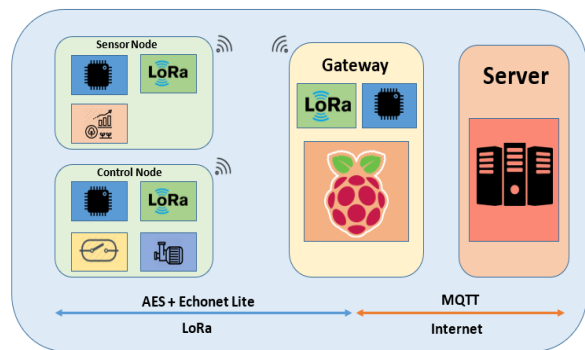 Sensor Node
LoRa
Control Node
LoRa
Gateway
LoRa
Server
AES + Echonet Lite
LoRa
MQTT
Internet